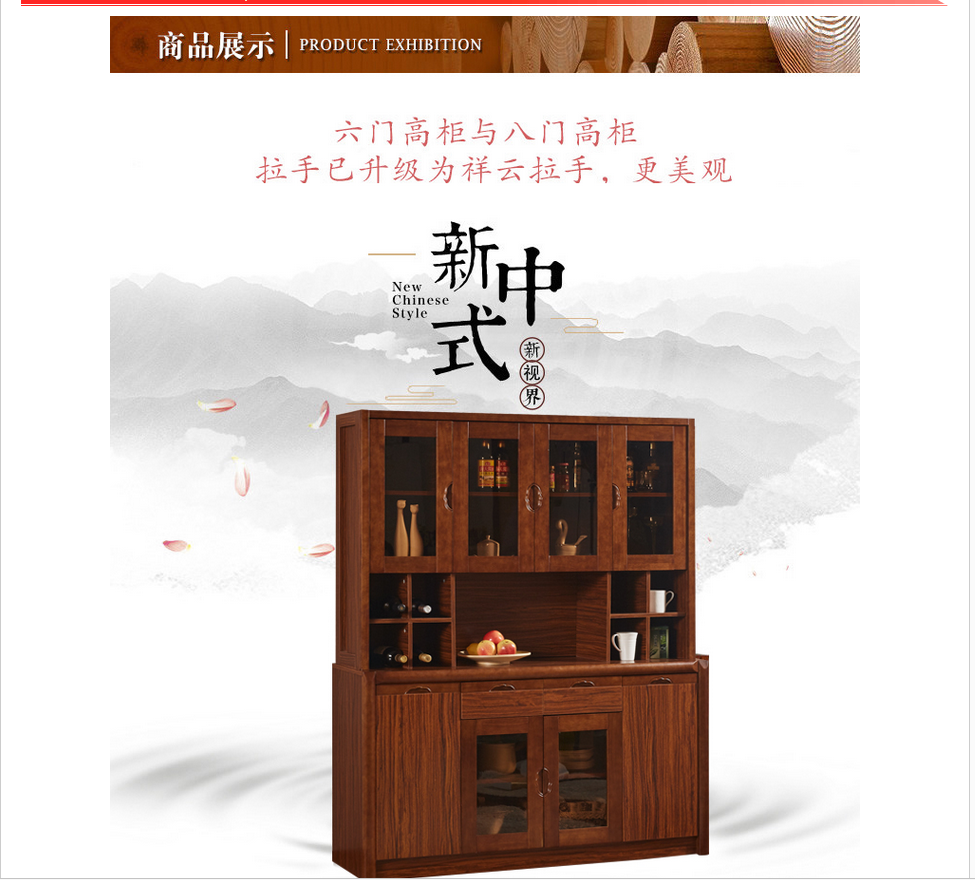 商品展示 | PRODUCT EXHIBITION
六门高柜与八门高柜
拉手已升级为祥云拉手，更美观
新中式
New
Chinese
Style
新视界